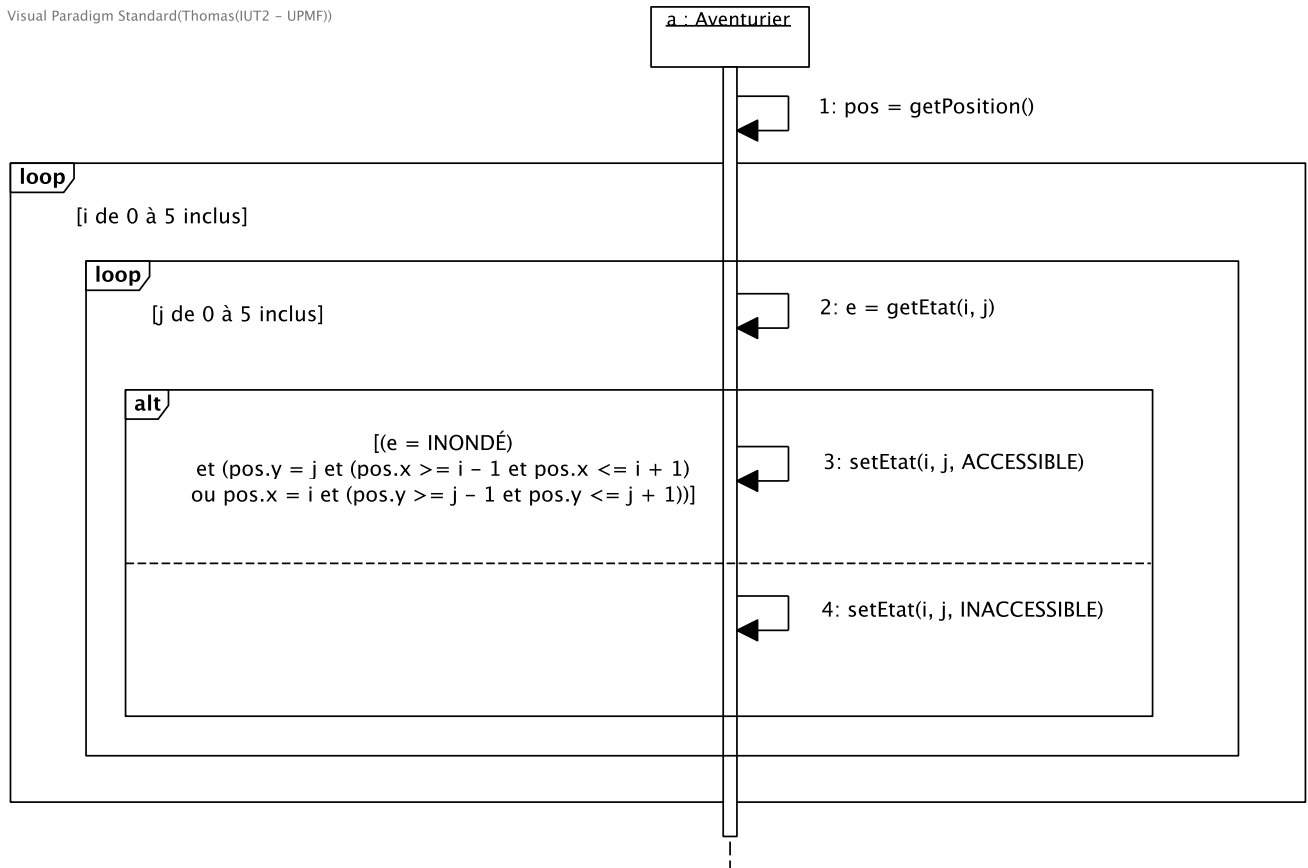 Visual Paradigm Standard(Thomas(IUT2 - UPMF))
a : Aventurier
1: pos = getPosition()
loop
[i de 0 à 5 inclus]
loop
[j de 0 à 5 inclus]
2: e = getEtat(i, j)
alt
[(e = INONDÉ)
et (pos.y = j et (pos.x >= i - 1 et pos.x <= i + 1)
ou pos.x = i et (pos.y >= j - 1 et pos.y <= j + 1))]
3: setEtat(i, j, ACCESSIBLE)
4: setEtat(i, j, INACCESSIBLE)